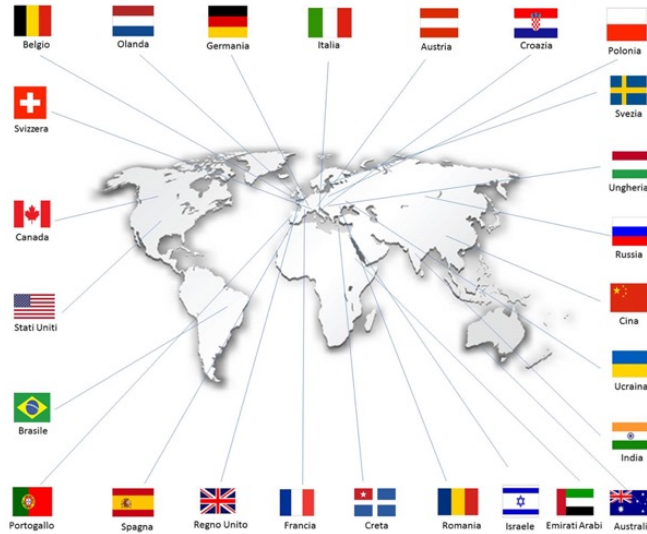 Belgio
Olanda
Germania
Italia
Austria
Croazia
Polonia
Svizzera
Svezia
Ungheria
Canada
Russia
Stati Uniti
Cina
Ucraina
Brasile
India
Portogallo
Spagna
Regno Unito
Francia
Creta
Romania
Israele
Emirati Arabi
Australi